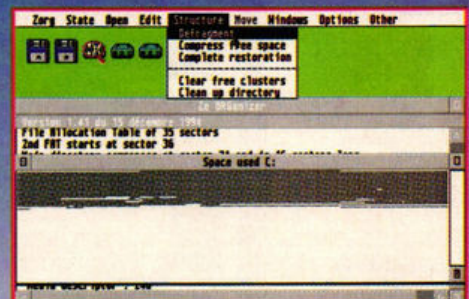 Zorg State Open Edit Structure Move Windows Options Other
Defragment
Compress free space
Complete restoration
Clear free clusters
Clean up directory
Ze Organizer
Version 1.41 du 15 décembre 1994
File Allocation Table of 35 sectors
2nd FAT starts at sector 36
Space used C: